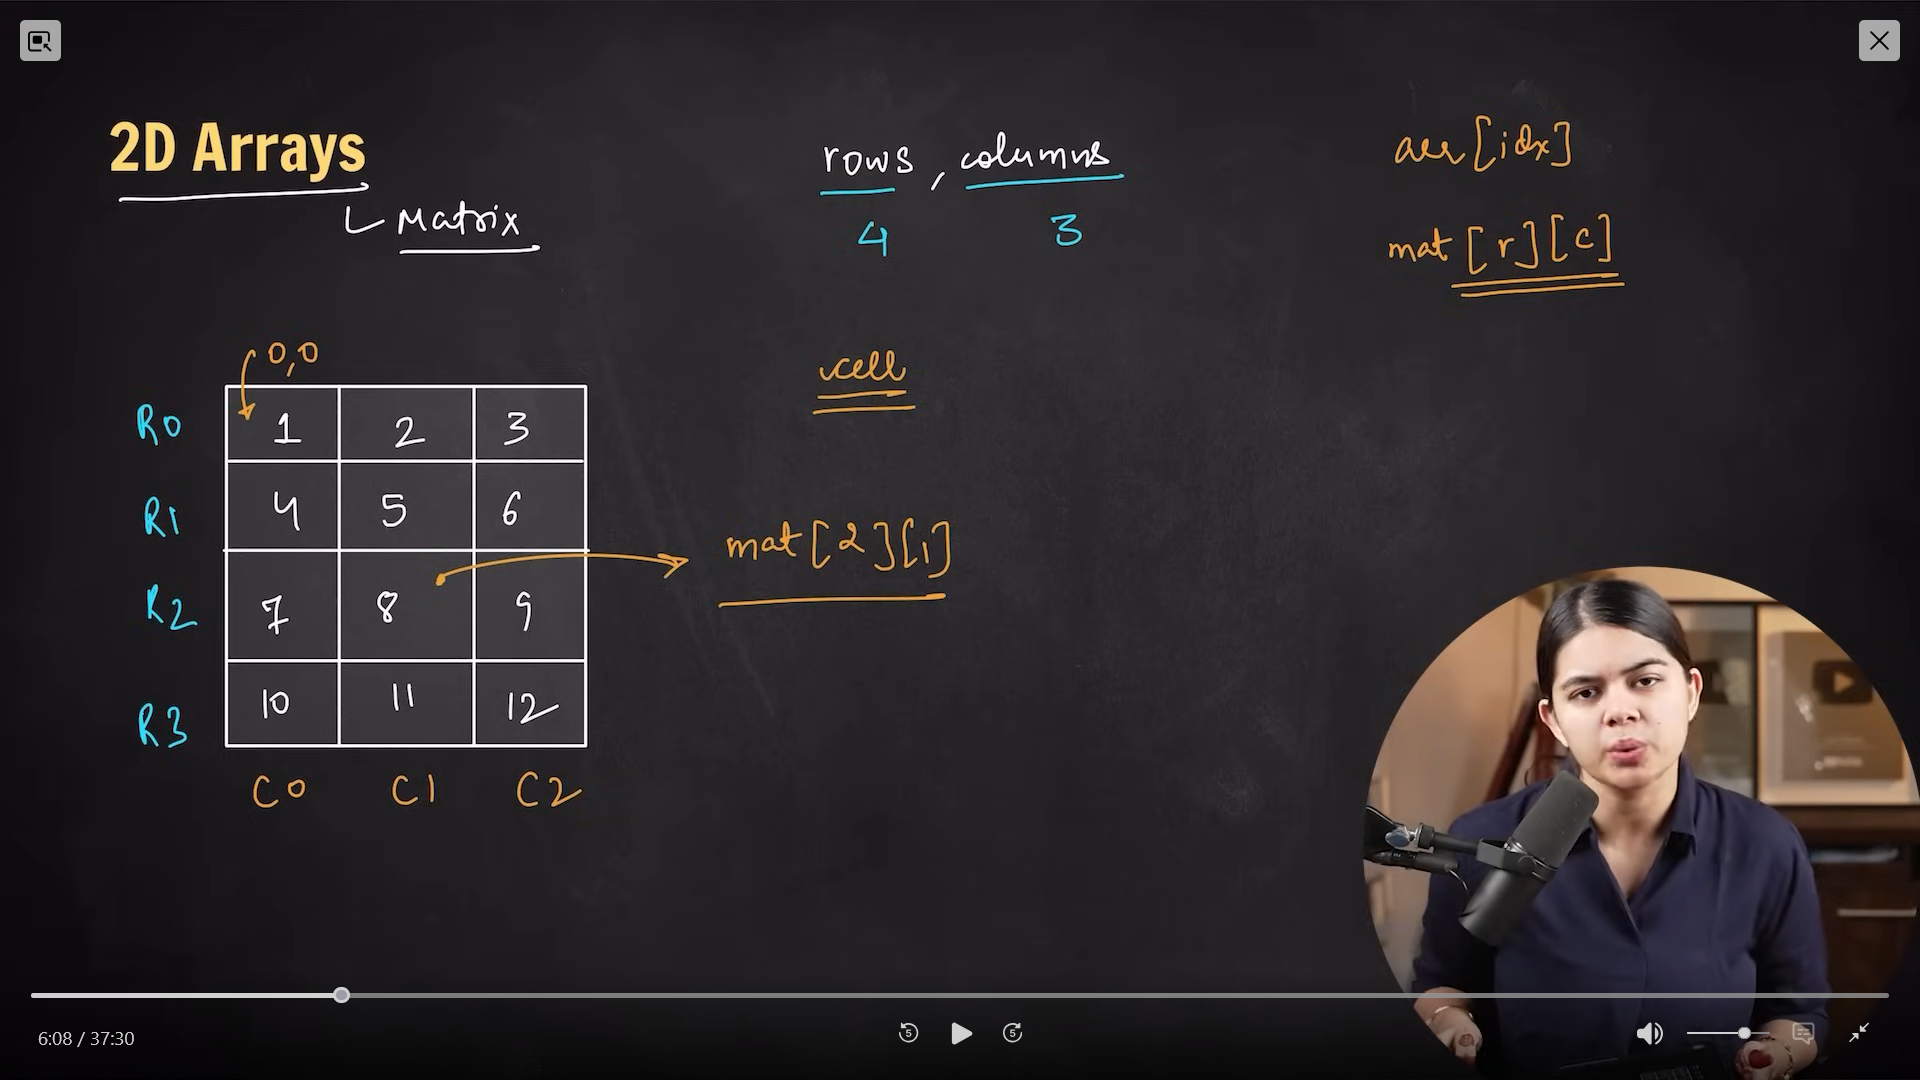 2D Arrays
Matrix
rows, columns
4 3
arr[idx]
mat[r][c]
0,0
cell
R0 1 2 3
R1 4 5 6
mat[2][1]
R2 7 8 9
R3 10 11 12
C0 C1 C2
6:08 / 37:30
5 5